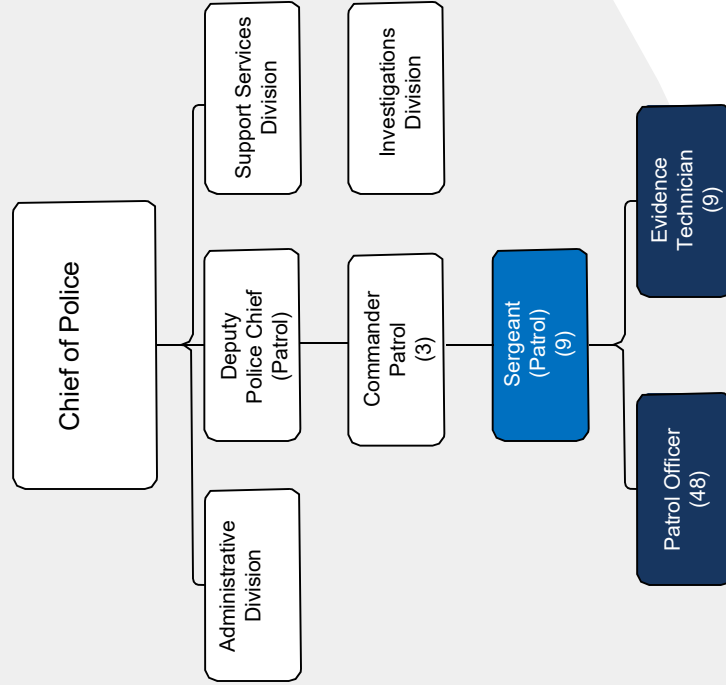 Chief of Police
Administrative
Division
Deputy
Police Chief
(Patrol)
Support Services
Division
Commander
Patrol
(3)
Investigations
Division
Sergeant
(Patrol)
(9)
Patrol Officer
(48)
Evidence
Technician
(9)